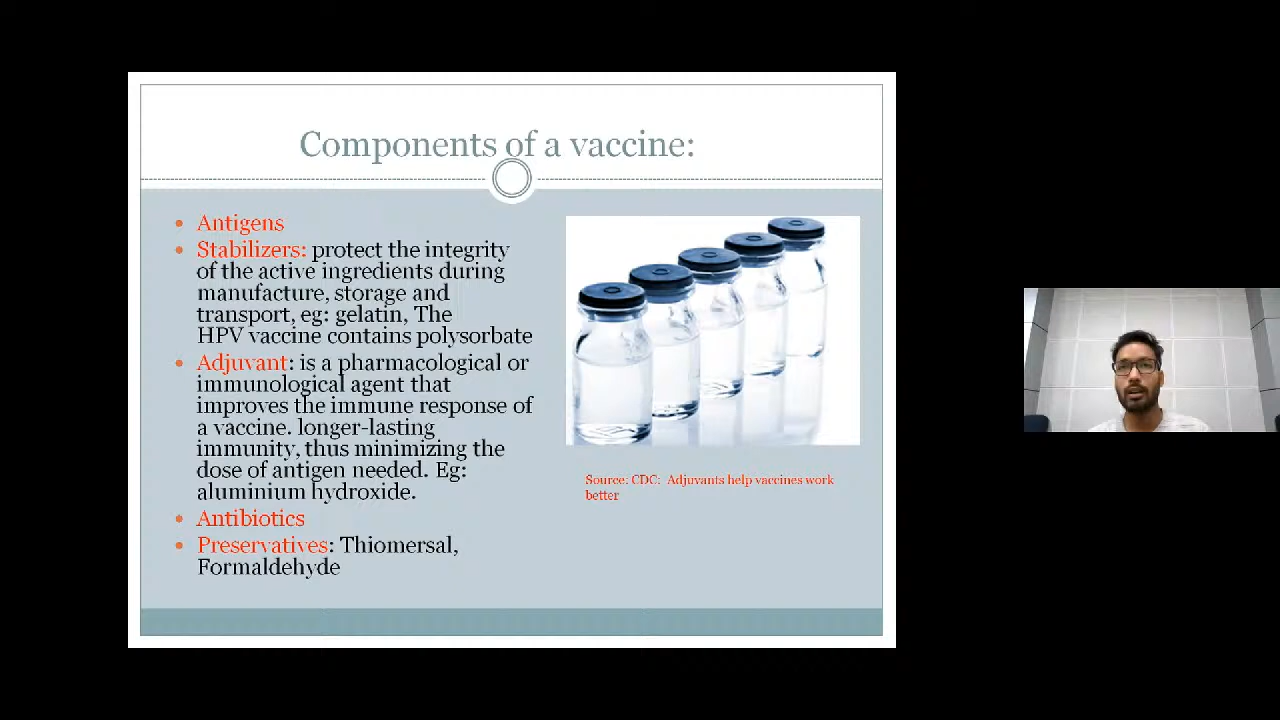 Components of a vaccine:
• Antigens
• Stabilizers: protect the integrity
of the active ingredients during
manufacture, storage and
transport, eg: gelatin, The
HPV vaccine contains polysorbate
• Adjuvant: is a pharmacological or
immunological agent that
improves the immune response of
a vaccine. longer-lasting
immunity, thus minimizing the
dose of antigen needed. Eg:
aluminium hydroxide.
• Antibiotics
• Preservatives: Thiomersal,
Formaldehyde
Source: CDC: Adjuvants help vaccines work
better